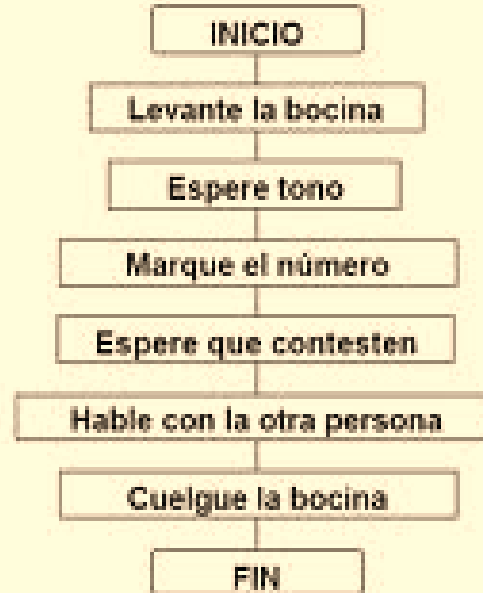 INICIO
Levante la bocina
Espere tono
Marque el número
Espere que contesten
Hable con la otra persona
Cuelgue la bocina
FIN